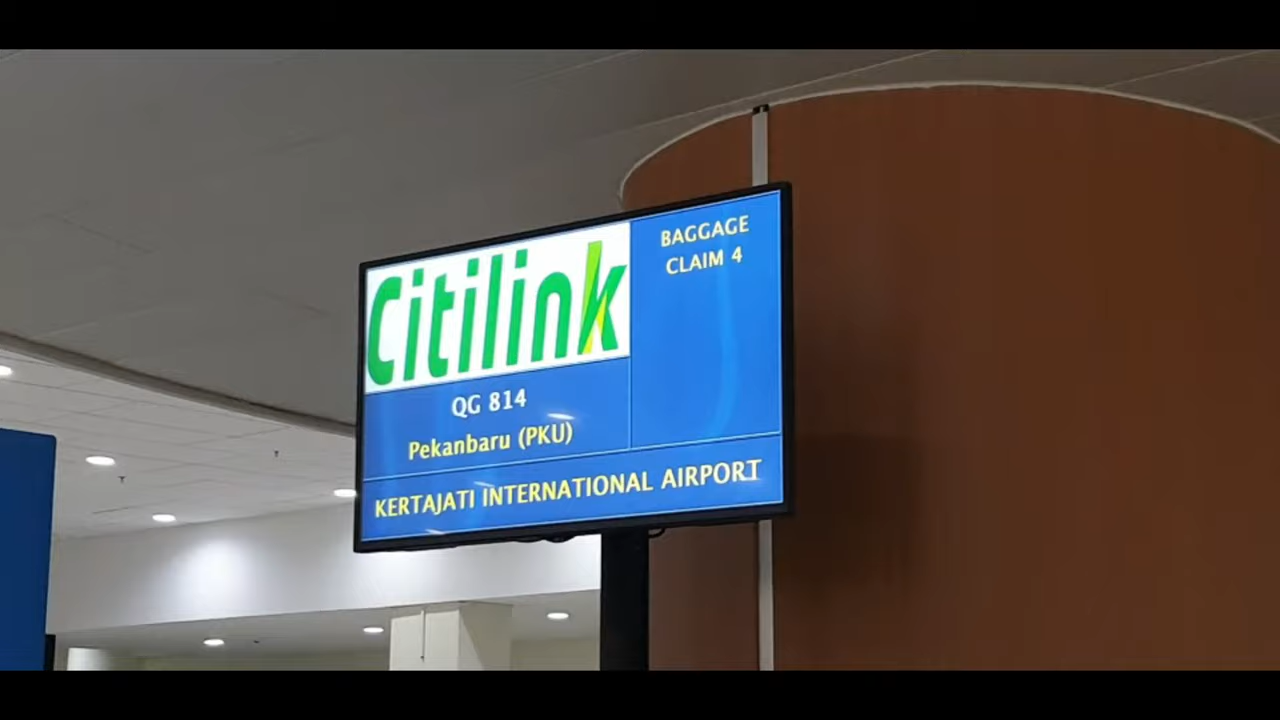 Citilink
BAGGAGE
CLAIM 4
QG 814
Pekanbaru (PKU)
KERTAJATI INTERNATIONAL AIRPORT